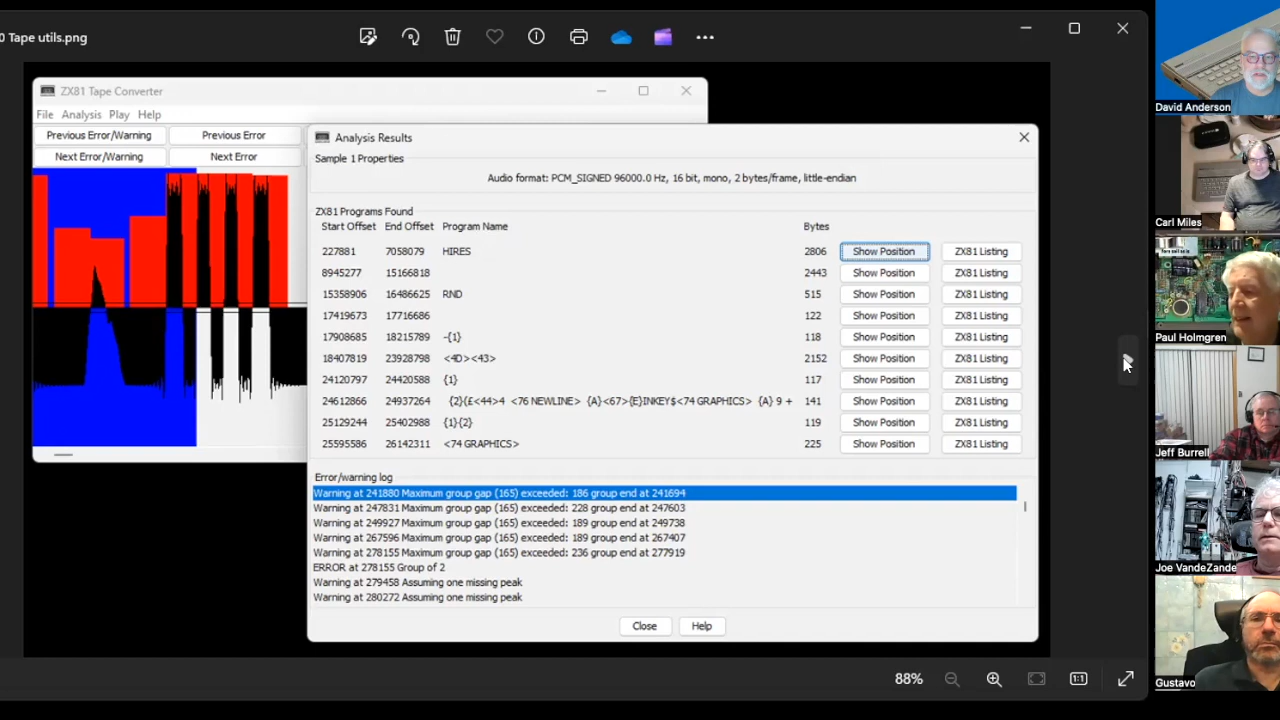 0 Tape utils.png
ZX81 Tape Converter
File Analysis Play Help
Previous Error/Warning Previous Error
Next Error/Warning Next Error
Analysis Results
Sample 1 Properties
Audio format: PCM_SIGNED 96000.0 Hz, 16 bit, mono, 2 bytes/frame, little-endian
ZX81 Programs Found
Start Offset End Offset Program Name Bytes
227881 7058079 HIRES 2806 Show Position ZX81 Listing
8945277 15166818 2443 Show Position ZX81 Listing
15358906 16486625 RND 515 Show Position ZX81 Listing
17419673 17716686 122 Show Position ZX81 Listing
17908685 18215789 -{1} 118 Show Position ZX81 Listing
18407819 23928798 <4D><43> 2152 Show Position ZX81 Listing
24120797 24420588 {1} 117 Show Position ZX81 Listing
24612866 24937264 {2}(£<44>4 <76 NEWLINE> {A}<67>{E}INKEY$<74 GRAPHICS> {A} 9 + 141 Show Position ZX81 Listing
25129244 25402988 {1}{2} 119 Show Position ZX81 Listing
25595586 26142311 <74 GRAPHICS> 225 Show Position ZX81 Listing
Error/warning log
Warning at 241880 Maximum group gap (165) exceeded: 186 group end at 241694
Warning at 247831 Maximum group gap (165) exceeded: 228 group end at 247603
Warning at 249927 Maximum group gap (165) exceeded: 189 group end at 249738
Warning at 267596 Maximum group gap (165) exceeded: 189 group end at 267407
Warning at 278155 Maximum group gap (165) exceeded: 236 group end at 277919
ERROR at 278155 Group of 2
Warning at 279458 Assuming one missing peak
Warning at 280272 Assuming one missing peak
Close Help
88% 1:1
David Anderson
Carl Miles
Paul Holmgren
Jeff Burrell
Joe VandeZande
Gustavo